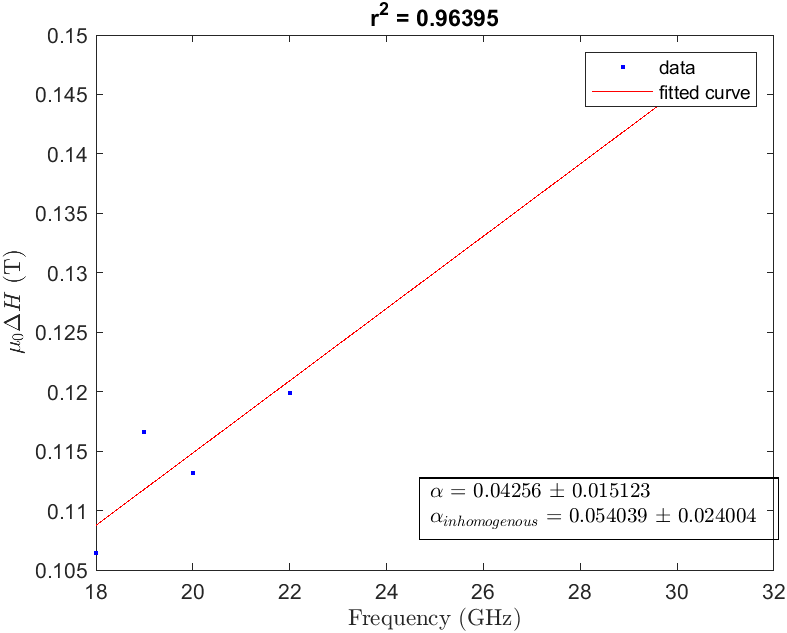 r² = 0.96395
0.15
0.145
0.14
0.135
0.13
0.125
0.12
0.115
0.11
0.105
μ₀ΔH (T)
data
fitted curve
α = 0.04256 ± 0.015123
α_inhomogenous = 0.054039 ± 0.024004
18 20 22 24 26 28 30 32
Frequency (GHz)